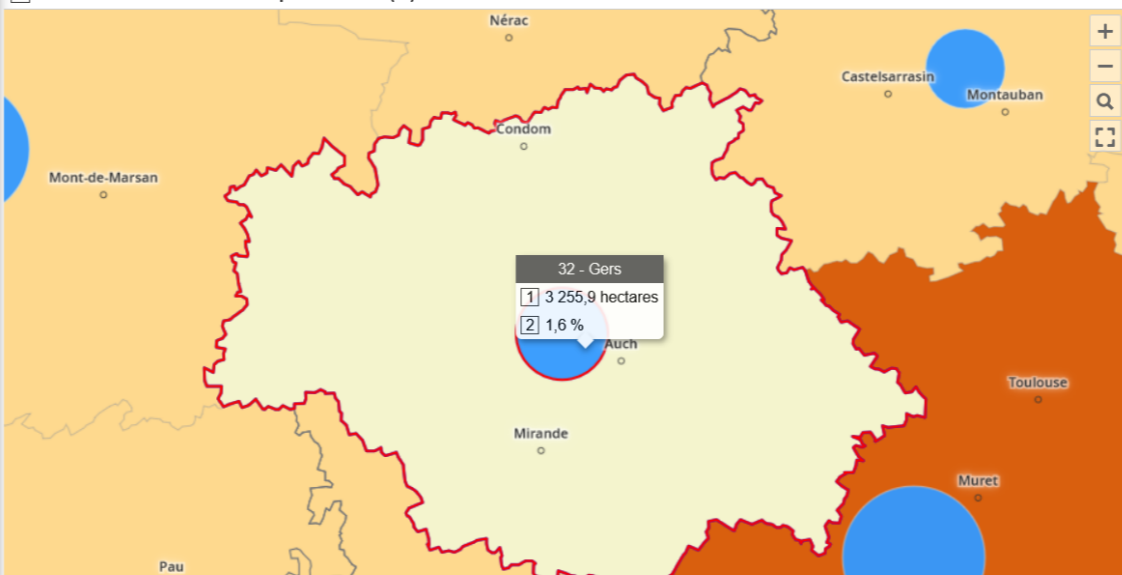 Nérac
Castelsarrasin
Montauban
Condom
Mont-de-Marsan
32 - Gers
1 3 255,9 hectares
2 1,6 %
Auch
Toulouse
Mirande
Muret
Pau